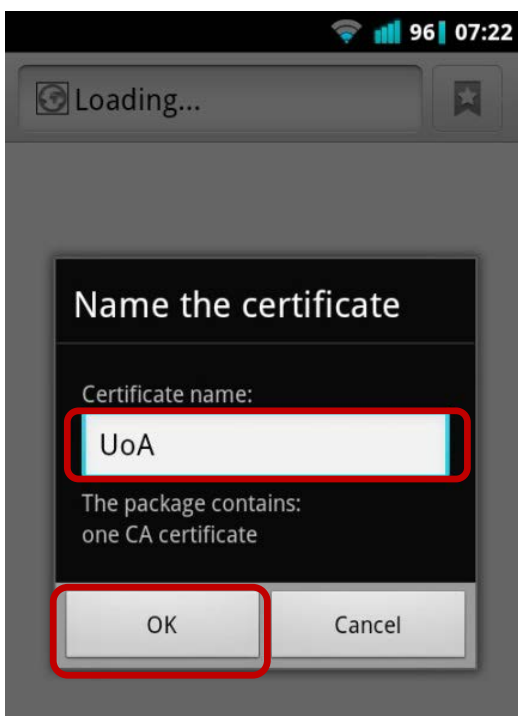 96 07:22
Loading...
Name the certificate
Certificate name:
UoA
The package contains:
one CA certificate
OK Cancel